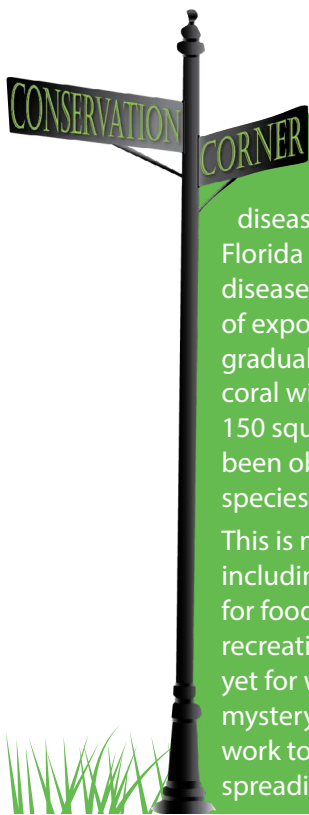 CONSERVATION
CORNER
diseas
Florida
disease
of expo
gradual
coral wi
150 squ
been ob
species
This is n
includin
for food
recreati
yet for w
mystery
work to
spreadi